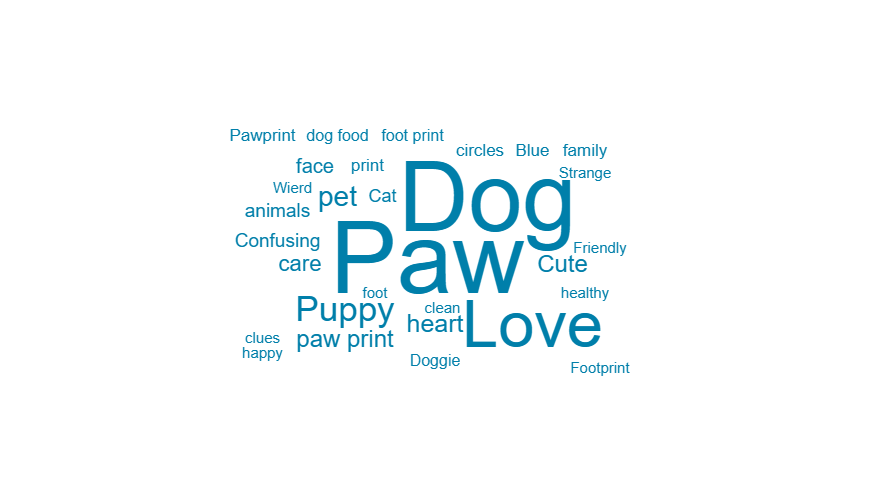 Pawprint dog food foot print
circles Blue family
face print
Strange
Dog
Wierd pet Cat
animals
Confusing
Paw
Friendly
care
Cute
foot
healthy
Puppy
clean
heart
Love
clues
paw print
happy
Doggie
Footprint